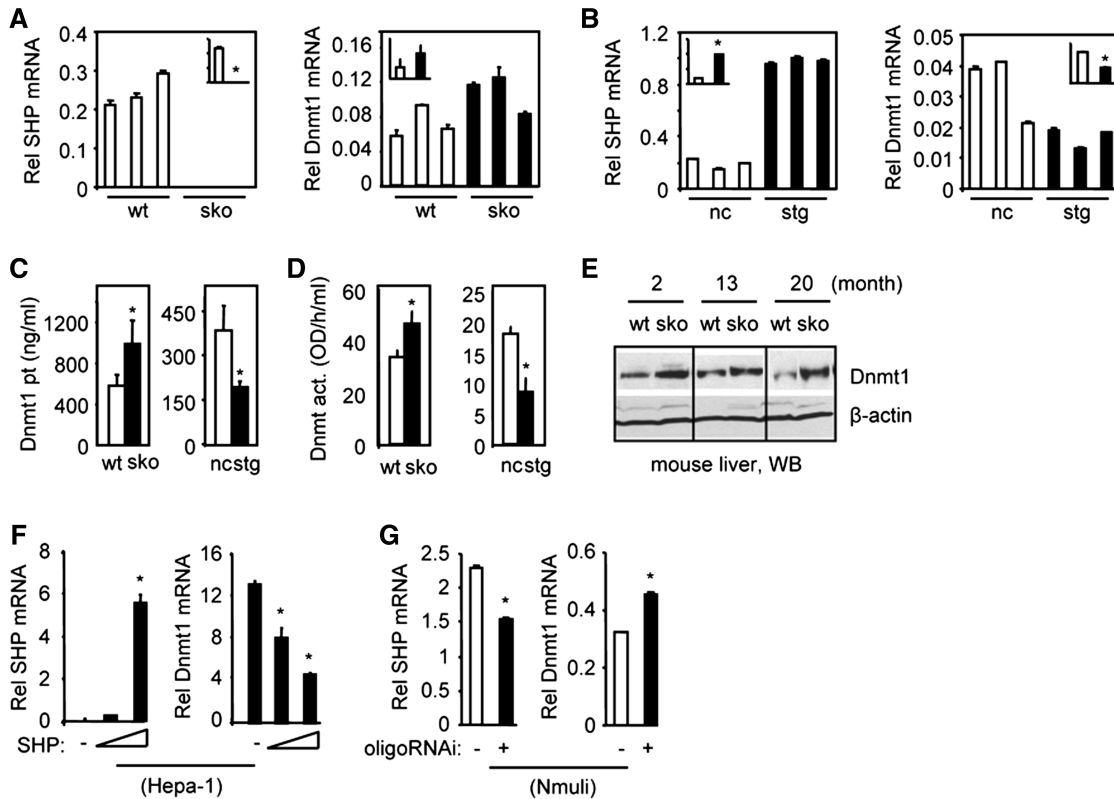 A
Rel SHP mRNA
0.4
0.3
0.2
0.1
0
*
wt
sko
Rel Dnmt1 mRNA
0.16
0.12
0.08
0.04
0
*
wt
sko
B
Rel SHP mRNA
1.2
0.8
0.4
0
*
nc
stg
Rel Dnmt1 mRNA
0.05
0.04
0.03
0.02
0.01
0
*
nc
stg
C
Dnmt1 pt (ng/ml)
1200
800
600
400
0
*
wt sko
450
300
150
0
*
ncstg
D
Dnmt act. (OD/h/ml)
60
40
20
0
*
wt sko
25
20
15
10
5
0
*
ncstg
E
2 13 20 (month)
wt sko wt sko wt sko
Dnmt1
β-actin
mouse liver, WB
F
Rel SHP mRNA
8
6
4
2
0
*
SHP: -
Rel Dnmt1 mRNA
16
12
8
4
0
*
*
-
(Hepa-1)
G
Rel SHP mRNA
2.5
2
1.5
1
0.5
0
*
oligoRNAi: - +
Rel Dnmt1 mRNA
0.6
0.4
0.2
0
*
- +
(Nmuli)